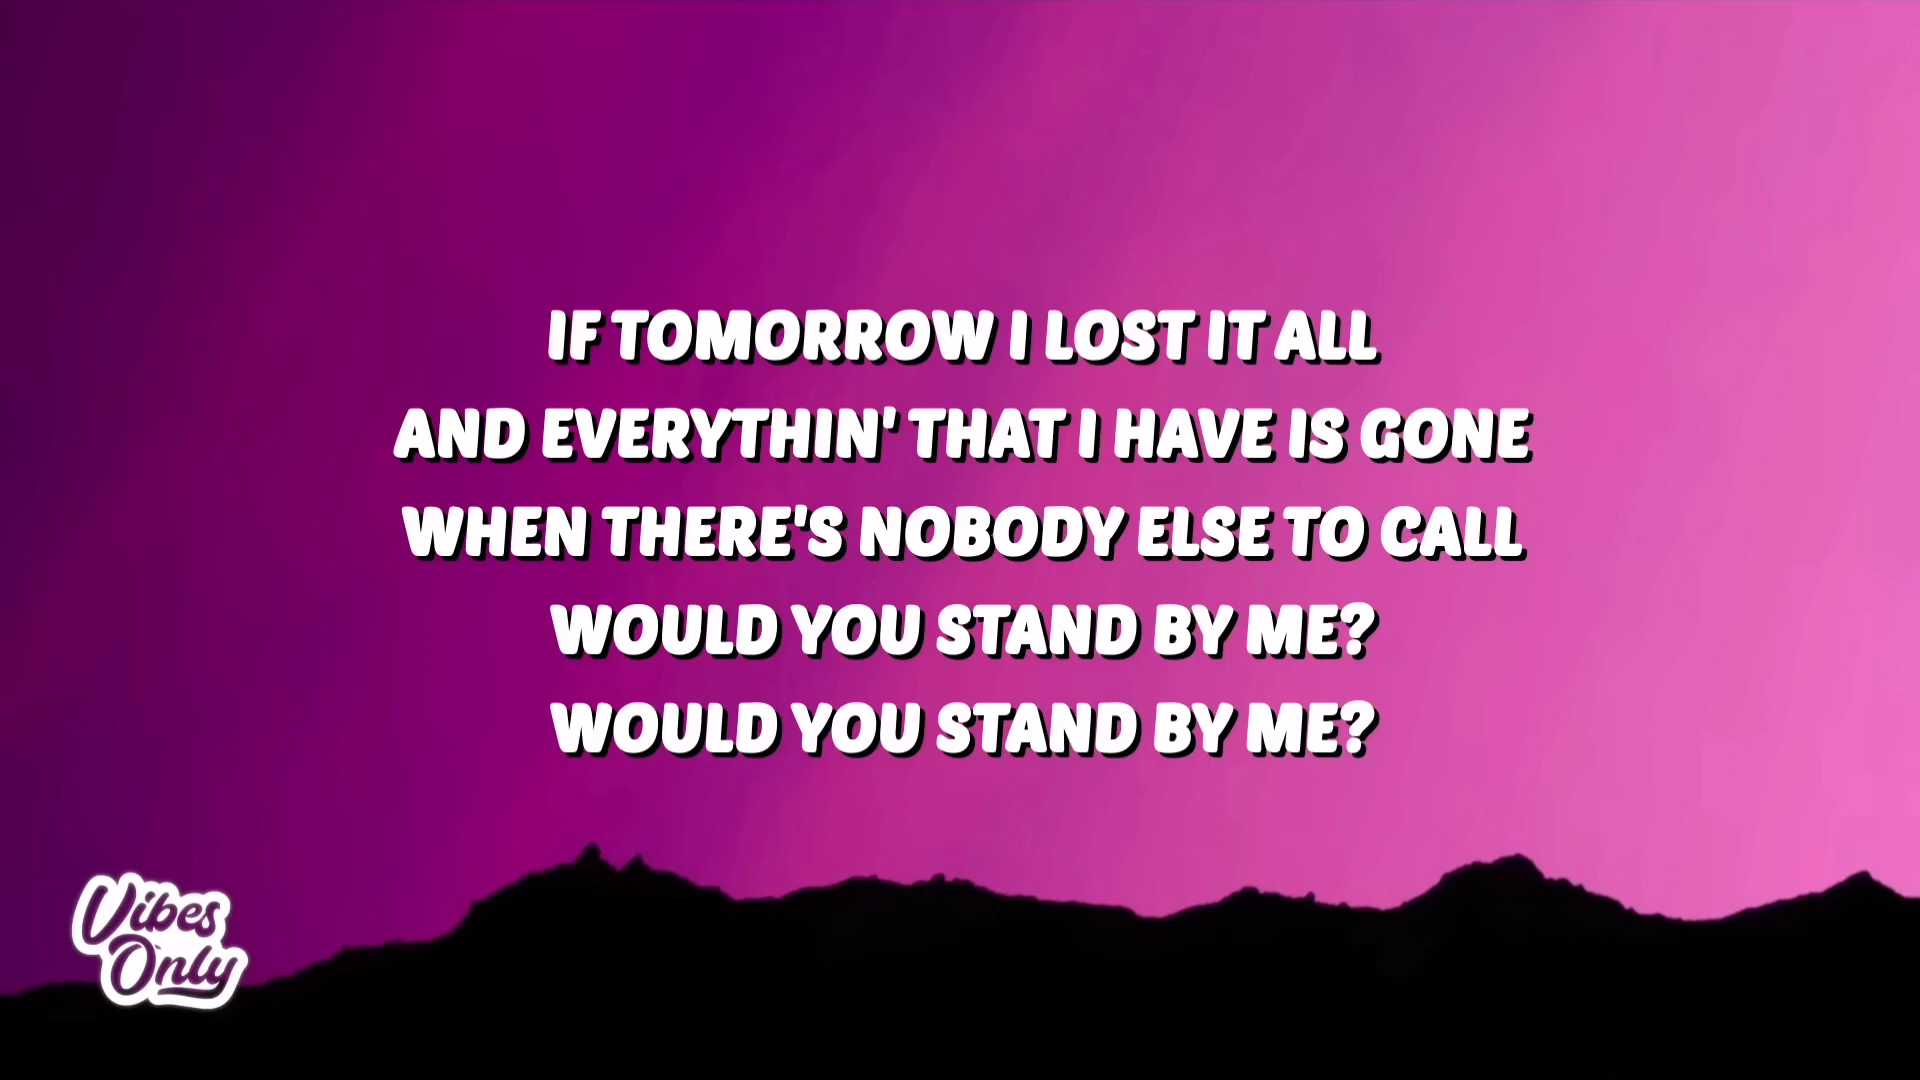 IF TOMORROW I LOST IT ALL
AND EVERYTHIN' THAT I HAVE IS GONE
WHEN THERE'S NOBODY ELSE TO CALL
WOULD YOU STAND BY ME?
WOULD YOU STAND BY ME?
Vibes
Only